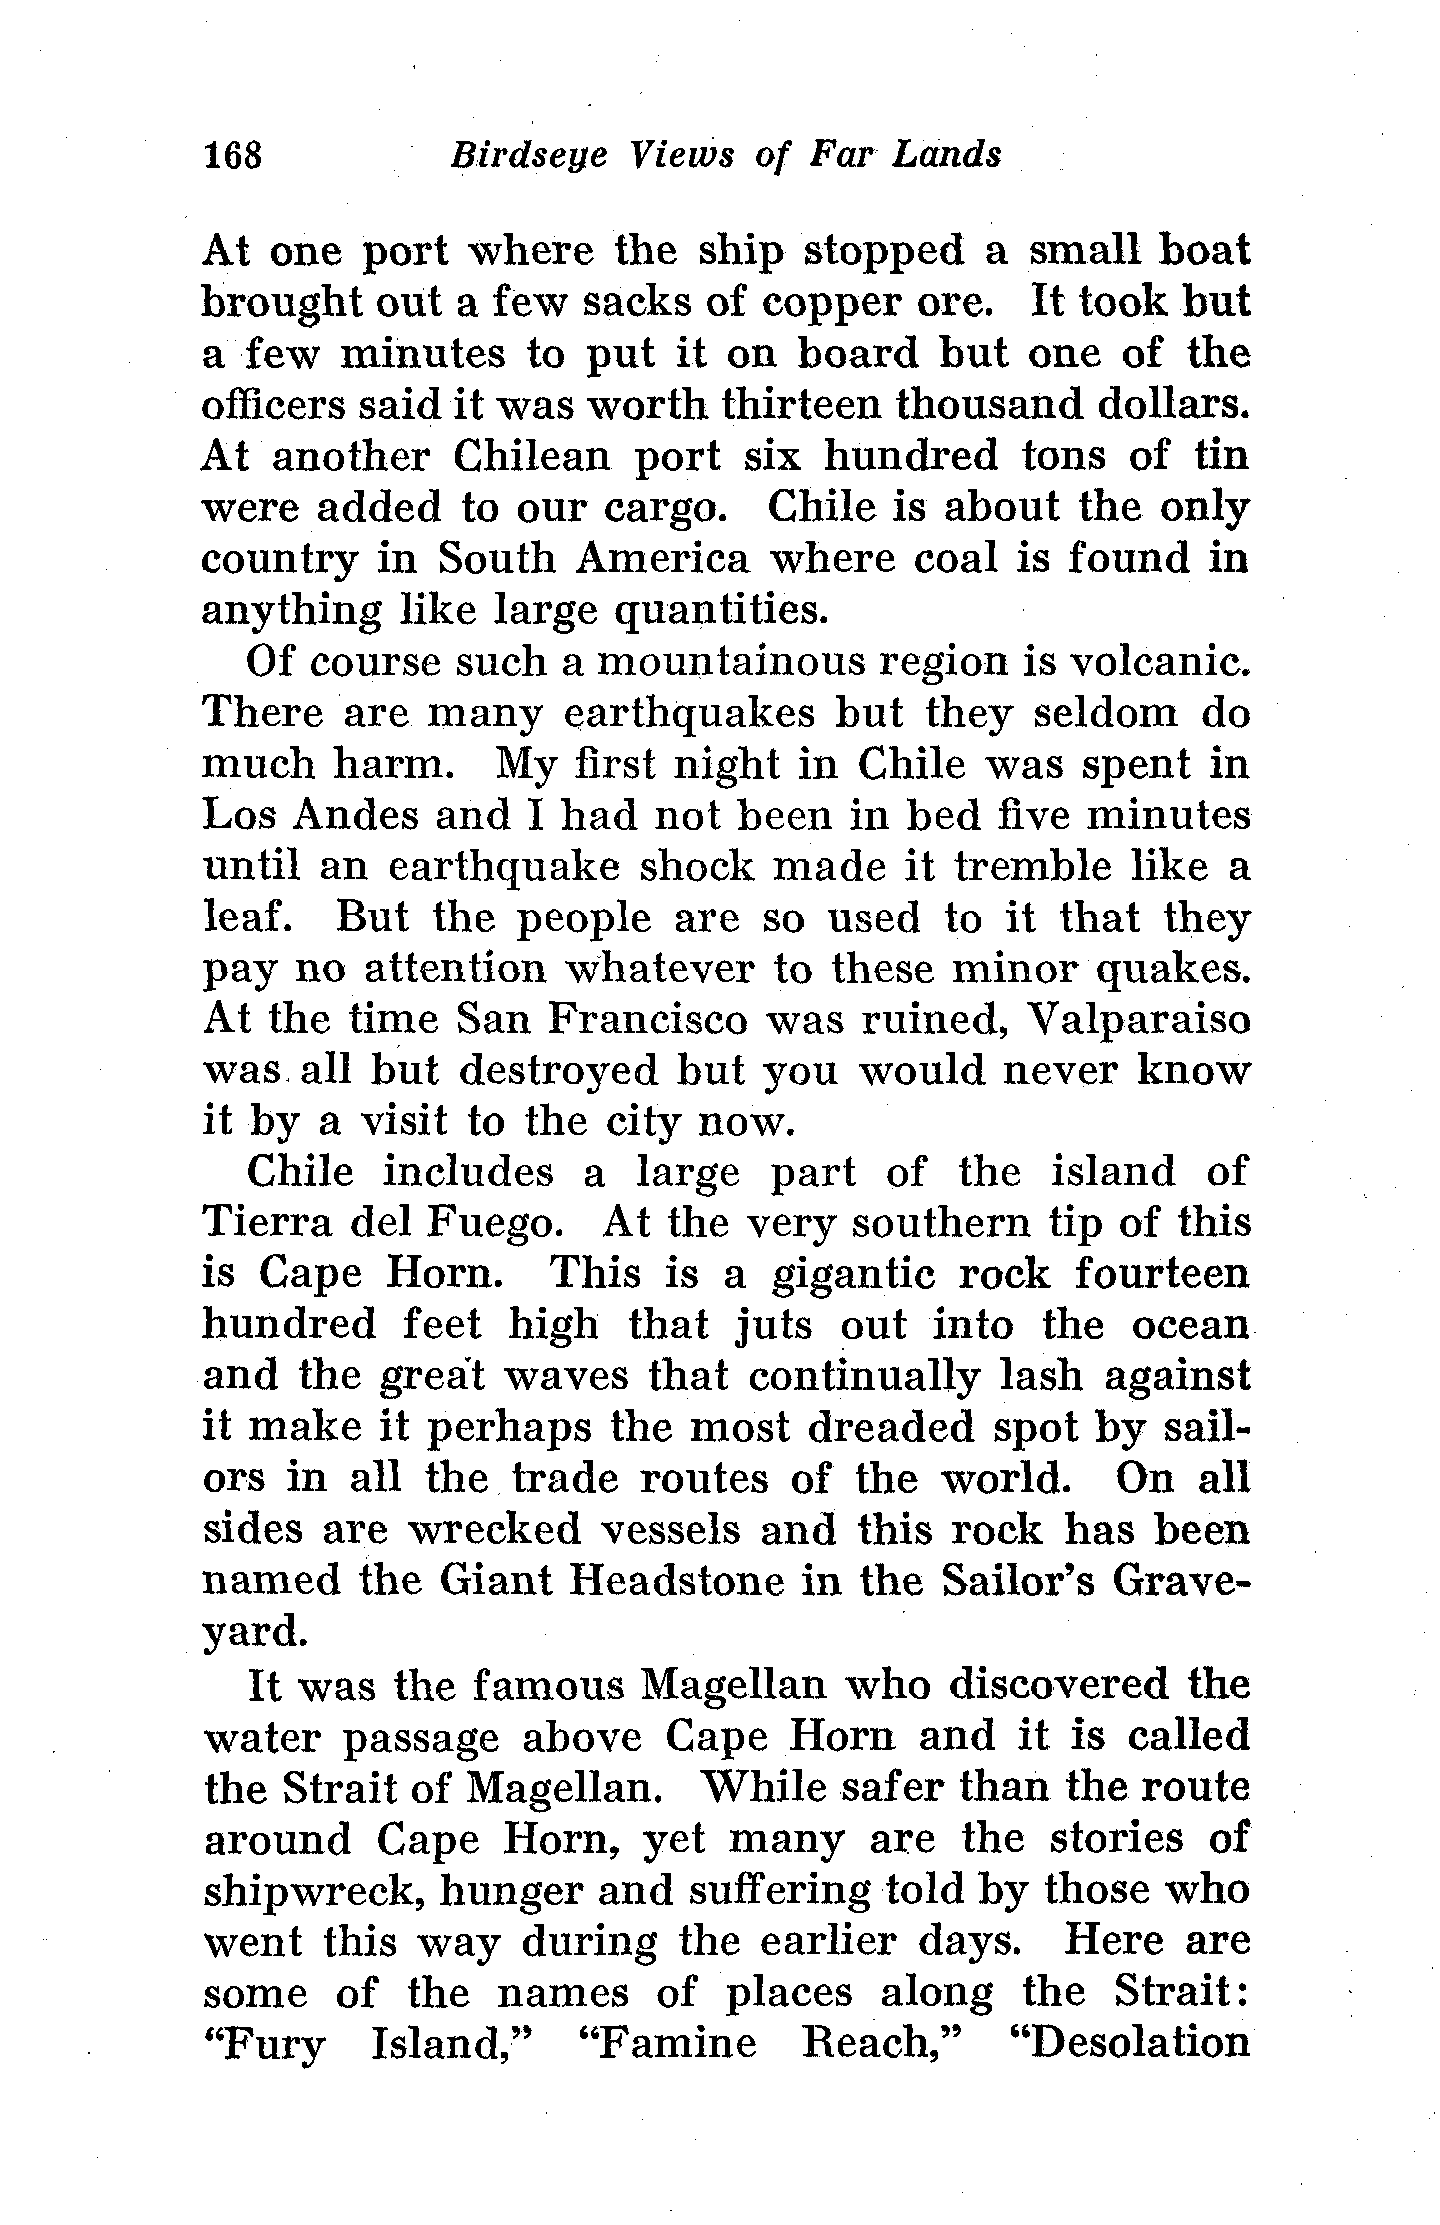 168 Birdseye Views of Far Lands
At one port where the ship stopped a small boat
brought out a few sacks of copper ore. It took but
a few minutes to put it on board but one of the
officers said it was worth thirteen thousand dollars.
At another Chilean port six hundred tons of tin
were added to our cargo. Chile is about the only
country in South America where coal is found in
anything like large quantities.
Of course such a mountainous region is volcanic.
There are many earthquakes but they seldom do
much harm. My first night in Chile was spent in
Los Andes and I had not been in bed five minutes
until an earthquake shock made it tremble like a
leaf. But the people are so used to it that they
pay no attention whatever to these minor quakes.
At the time San Francisco was ruined, Valparaiso
was all but destroyed but you would never know
it by a visit to the city now.
Chile includes a large part of the island of
Tierra del Fuego. At the very southern tip of this
is Cape Horn. This is a gigantic rock fourteen
hundred feet high that juts out into the ocean
and the great waves that continually lash against
it make it perhaps the most dreaded spot by sail-
ors in all the trade routes of the world. On all
sides are wrecked vessels and this rock has been
named the Giant Headstone in the Sailor's Grave-
yard.
It was the famous Magellan who discovered the
water passage above Cape Horn and it is called
the Strait of Magellan. While safer than the route
around Cape Horn, yet many are the stories of
shipwreck, hunger and suffering told by those who
went this way during the earlier days. Here are
some of the names of places along the Strait:
“Fury Island,” “Famine Reach,” “Desolation